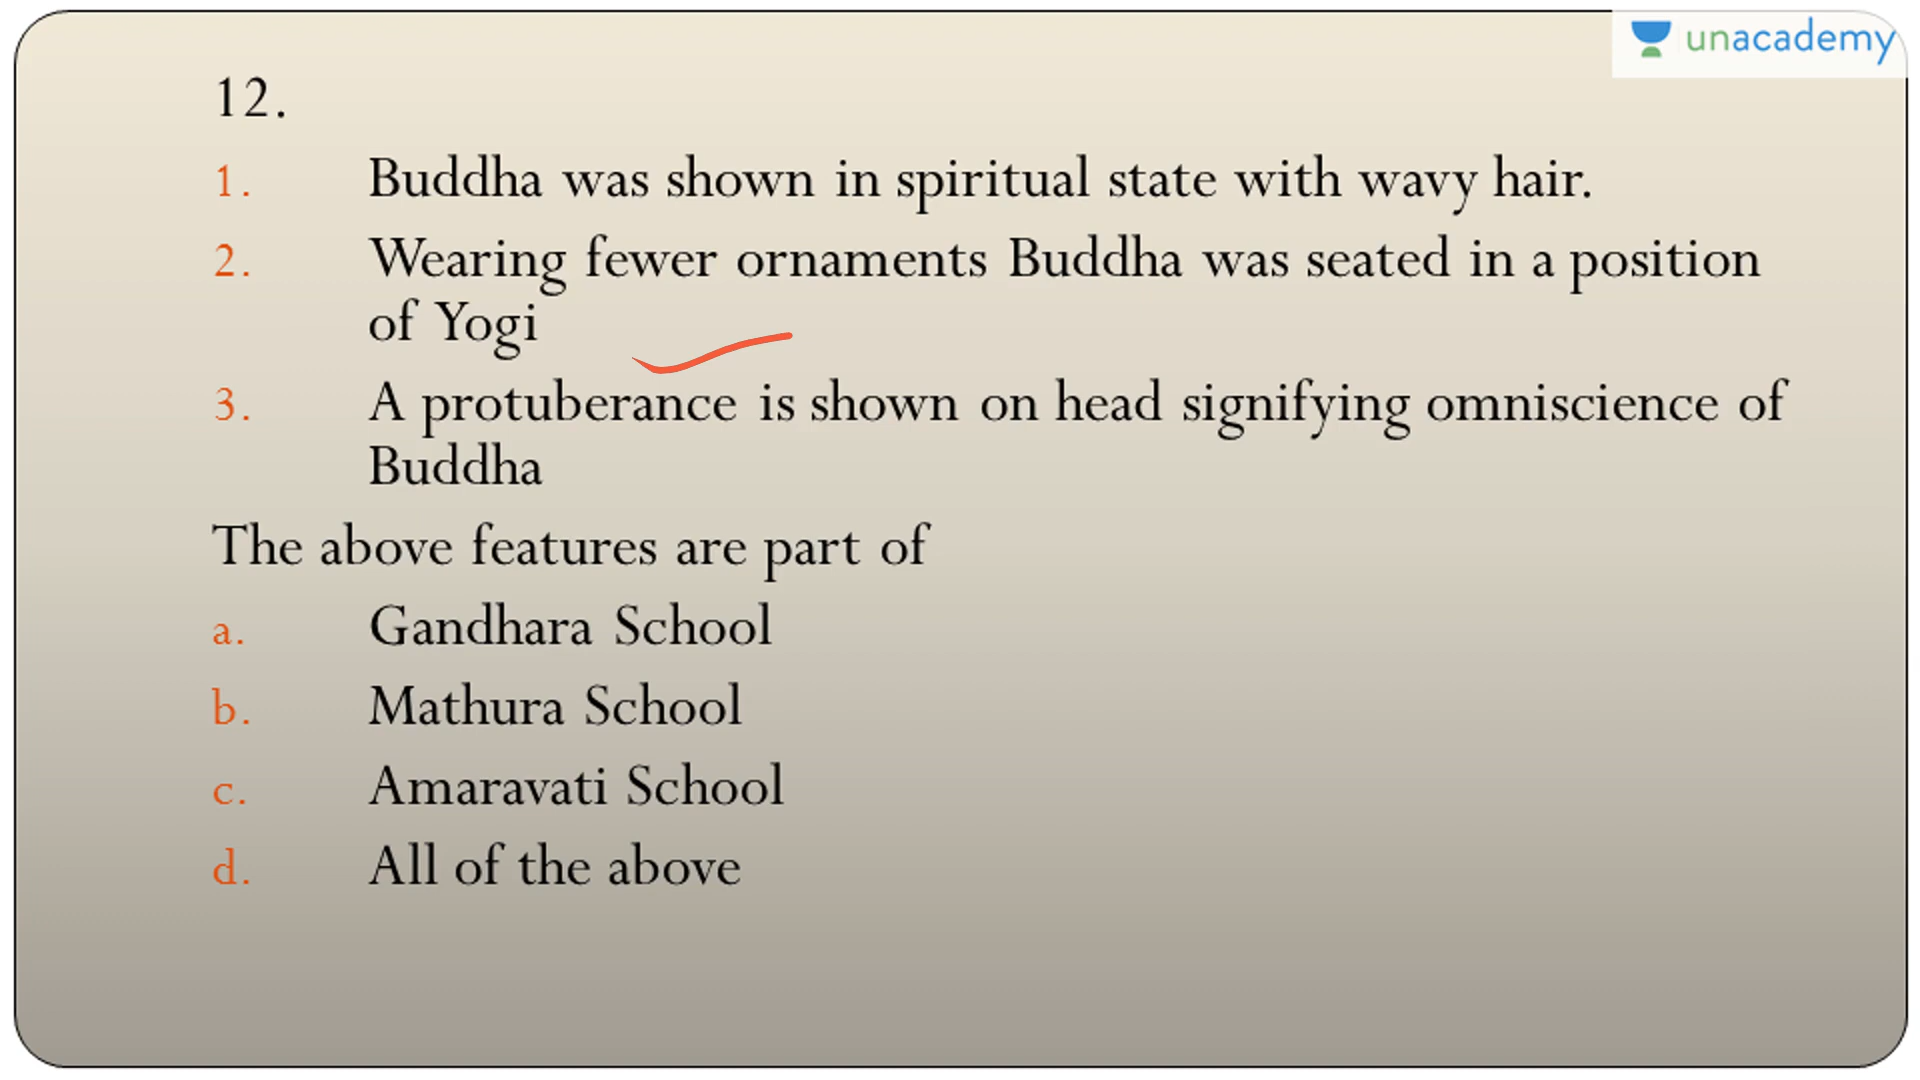 unacademy
12.
1. Buddha was shown in spiritual state with wavy hair.
2. Wearing fewer ornaments Buddha was seated in a position
of Yogi
3. A protuberance is shown on head signifying omniscience of
Buddha
The above features are part of
a. Gandhara School
b. Mathura School
c. Amaravati School
d. All of the above